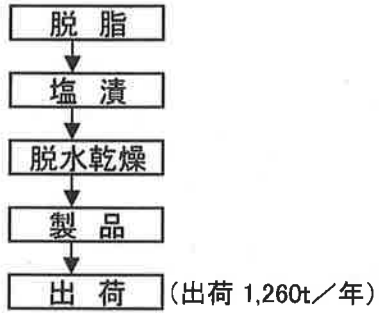 脱 脂
塩 漬
脱水乾燥
製 品
出 荷 (出荷 1,260t／年)